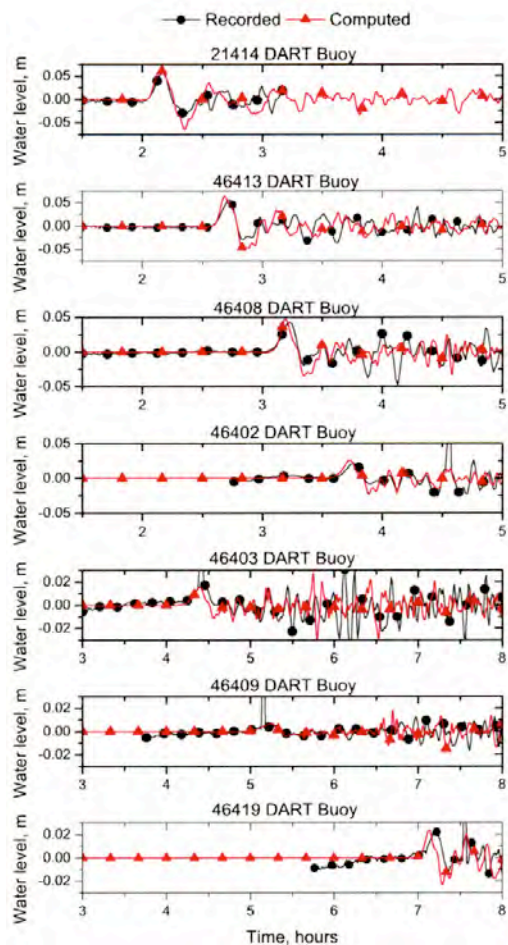 Recorded Computed
21414 DART Buoy
Water level, m
0.05
0.00
-0.05
2 3 4 5
46413 DART Buoy
Water level, m
0.05
0.00
-0.05
2 3 4 5
46408 DART Buoy
Water level, m
0.05
0.00
-0.05
2 3 4 5
46402 DART Buoy
Water level, m
0.05
0.00
-0.05
2 3 4 5
46403 DART Buoy
Water level, m
0.02
0.00
-0.02
3 4 5 6 7 8
46409 DART Buoy
Water level, m
0.02
0.00
-0.02
3 4 5 6 7 8
46419 DART Buoy
Water level, m
0.02
0.00
-0.02
3 4 5 6 7 8
Time, hours